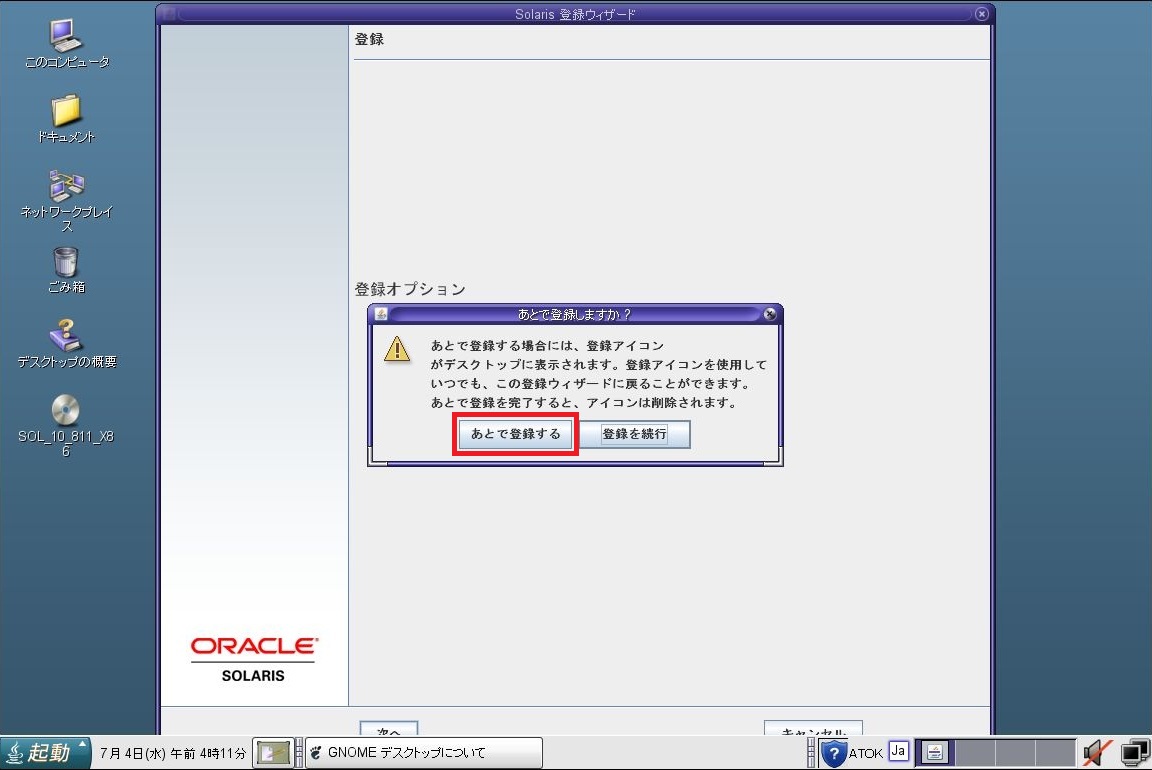 Solaris 登録ウィザード
このコンピュータ
ドキュメント
ネットワークプレイ
ス
ごみ箱
デスクトップの概要
SOL_10_811_X8
6
登録
登録オプション
あとで登録しますか？
あとで登録する場合には、登録アイコン
がデスクトップに表示されます。登録アイコンを使用して
いつでも、この登録ウィザードに戻ることができます。
あとで登録を完了すると、アイコンは削除されます。
あとで登録する
登録を続行
ORACLE
SOLARIS
次へ
キャンセル
起動
7月 4日(水) 午前 4時11分
GNOME デスクトップについて
ATOK
Ja